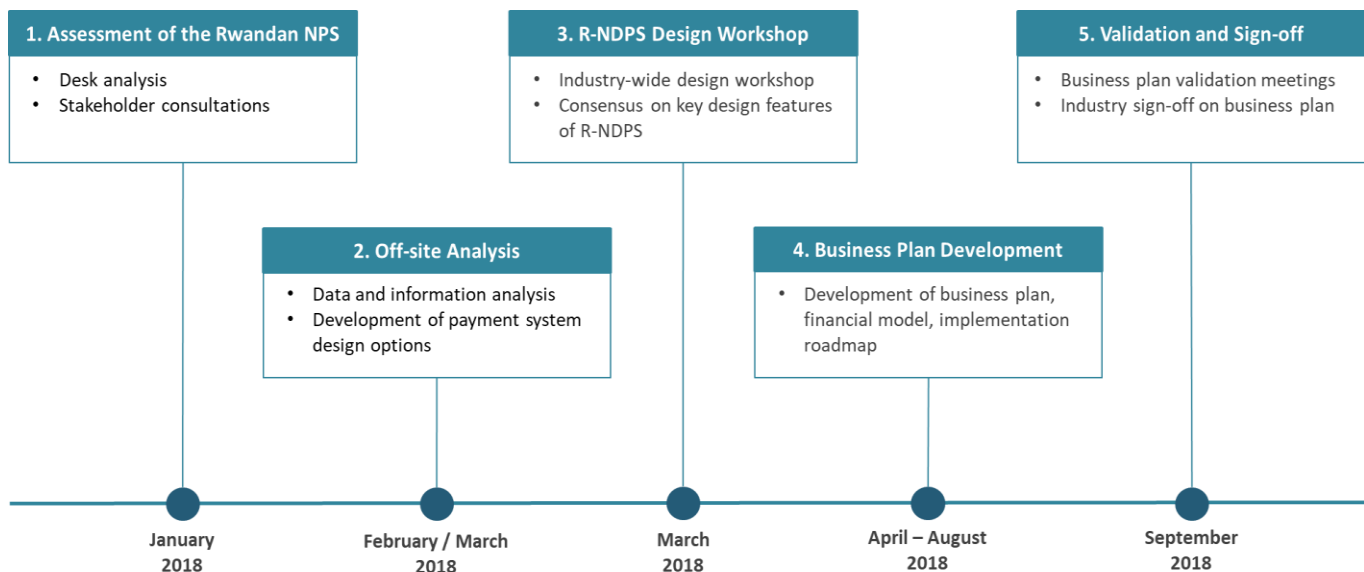 1. Assessment of the Rwandan NPS
• Desk analysis
• Stakeholder consultations
2. Off-site Analysis
• Data and information analysis
• Development of payment system
design options
3. R-NDPS Design Workshop
• Industry-wide design workshop
• Consensus on key design features
of R-NDPS
4. Business Plan Development
• Development of business plan,
financial model, implementation
roadmap
5. Validation and Sign-off
• Business plan validation meetings
• Industry sign-off on business plan
January
2018
February / March
2018
March
2018
April – August
2018
September
2018